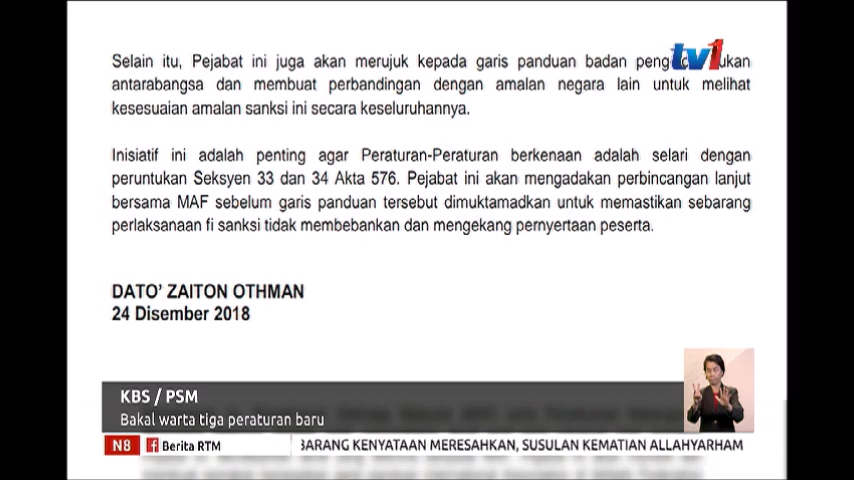 Selain itu, Pejabat ini juga akan merujuk kepada garis panduan badan
tv1
antarabangsa dan membuat perbandingan dengan amalan negara lain untuk melihat
kesesuaian amalan sanksi ini secara keseluruhannya.
Inisiatif ini adalah penting agar Peraturan-Peraturan berkenaan adalah selari dengan
peruntukan Seksyen 33 dan 34 Akta 576. Pejabat ini akan mengadakan perbincangan lanjut
bersama MAF sebelum garis panduan tersebut dimuktamadkan untuk memastikan sebarang
perlaksanaan fi sanksi tidak membebankan dan mengekang pernyertaan peserta.
DATO' ZAITON OTHMAN
24 Disember 2018
KBS / PSM
Bakal warta tiga peraturan baru
N8 Berita RTM BARANG KENYATAAN MERESAHKAN, SUSULAN KEMATIAN ALLAHYARHAM